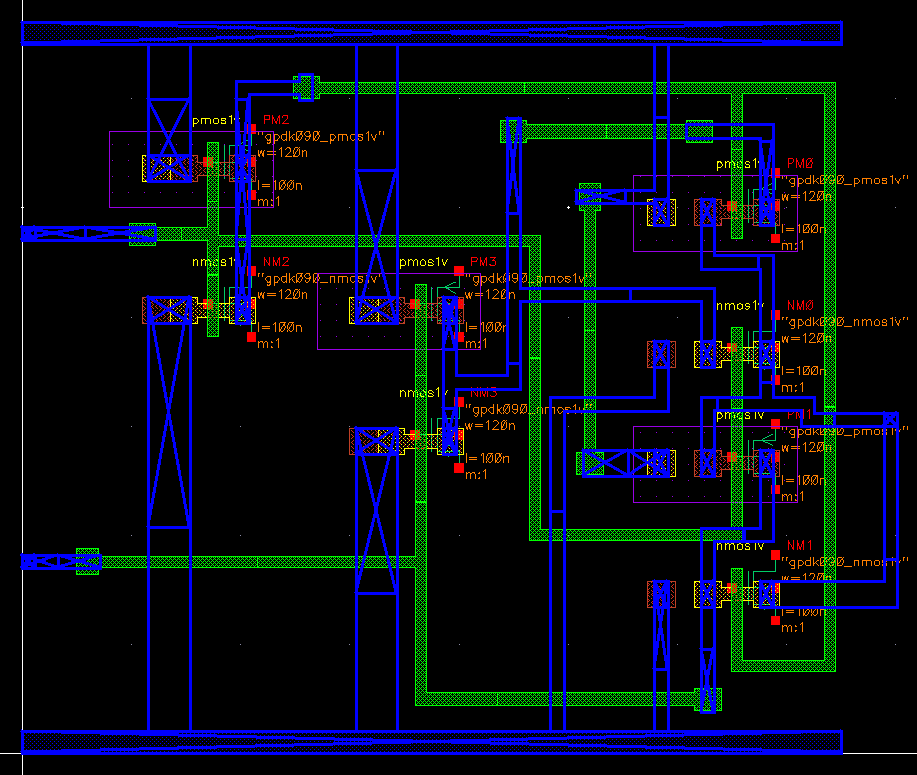 pmos1v PM2
"gpdk090_pmos1v"
w=120n
l=100n
m:1
pmos1v PM0
"gpdk090_pmos1v"
w=120n
l=100n
m:1
nmos1v NM2
"gpdk090_nmos1v"
w=120n
l=100n
m:1
pmos1v PM3
"gpdk090_pmos1v"
w=120n
l=100n
m:1
nmos1v NM0
"gpdk090_nmos1v"
w=120n
l=100n
m:1
nmos1v NM3
"gpdk090_nmos1v"
w=120n
l=100n
m:1
pmos1v PM1
"gpdk090_pmos1v"
w=120n
l=100n
m:1
nmos1v NM1
"gpdk090_nmos1v"
w=120n
l=100n
m:1